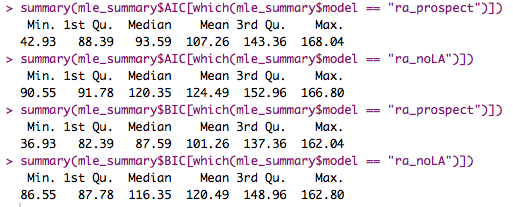 > summary(mle_summary$AIC[which(mle_summary$model == "ra_prospect")])
Min. 1st Qu. Median Mean 3rd Qu. Max.
42.93 88.39 93.59 107.26 143.36 168.04
> summary(mle_summary$AIC[which(mle_summary$model == "ra_noLA")])
Min. 1st Qu. Median Mean 3rd Qu. Max.
90.55 91.78 120.35 124.49 152.96 166.80
> summary(mle_summary$BIC[which(mle_summary$model == "ra_prospect")])
Min. 1st Qu. Median Mean 3rd Qu. Max.
36.93 82.39 87.59 101.26 137.36 162.04
> summary(mle_summary$BIC[which(mle_summary$model == "ra_noLA")])
Min. 1st Qu. Median Mean 3rd Qu. Max.
86.55 87.78 116.35 120.49 148.96 162.80